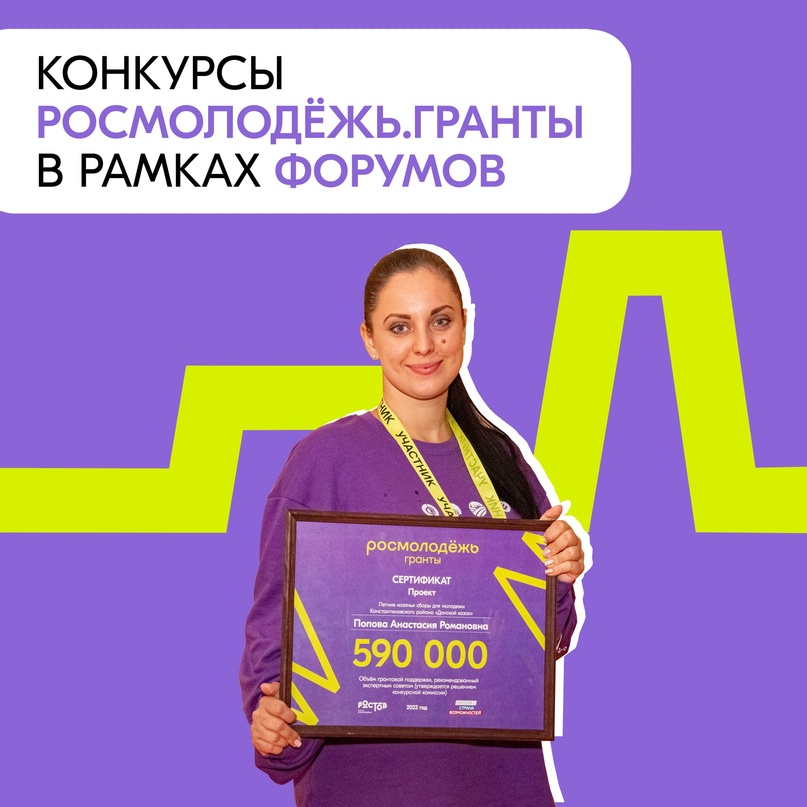 КОНКУРСЫ
РОСМОЛОДЁЖЬ.ГРАНТЫ
В РАМКАХ ФОРУМОВ
УЧАСТНИК
росмолодёжь
гранты
СЕРТИФИКАТ
Проект
Летние казачьи сборы для молодежи
Константиновского района «Донской казак»
Попова Анастасия Романовна
590 000
Объём грантовой поддержки, рекомендованный
экспертным советом (утверждается решением
конкурсной комиссии)
РОСТОВ
2022 год
СТРАНА
ВОЗМОЖНОСТЕЙ